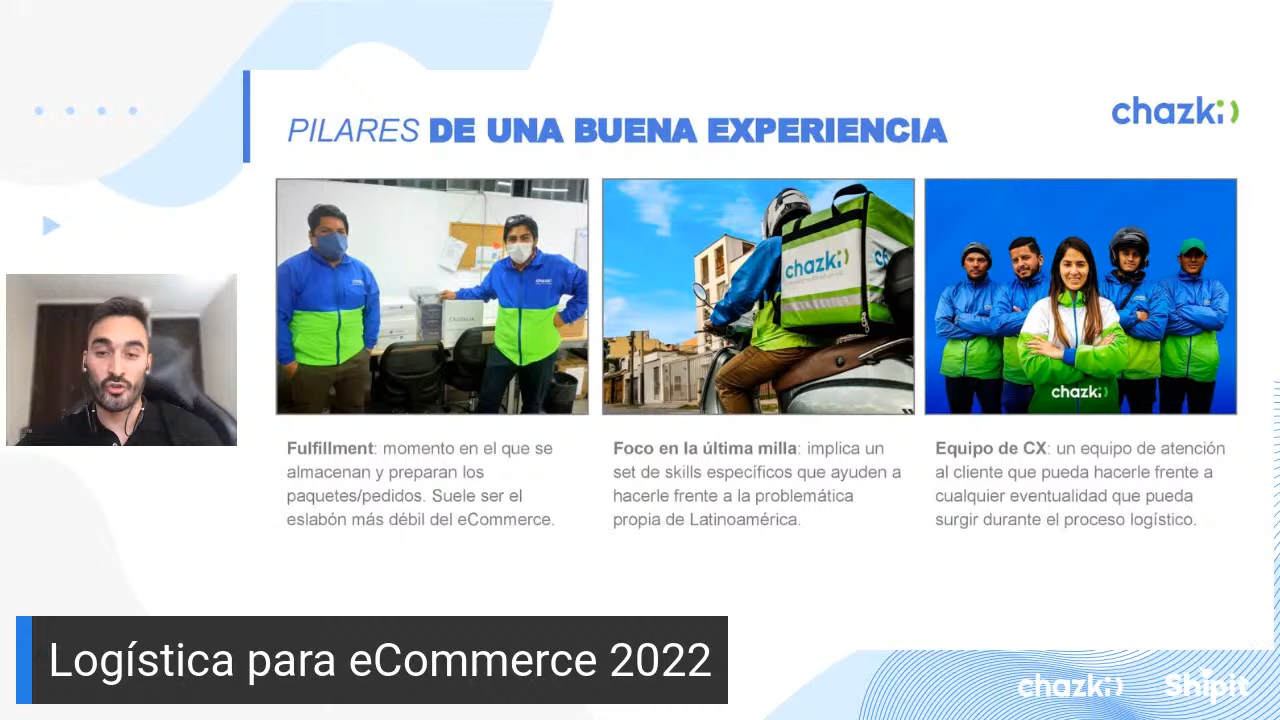 PILARES DE UNA BUENA EXPERIENCIA
chazki
chazki
chazki
Fulfillment: momento en el que se
almacenan y preparan los
paquetes/pedidos. Suele ser el
eslabón más débil del eCommerce.
Foco en la última milla: implica un
set de skills específicos que ayuden a
hacerle frente a la problemática
propia de Latinoamérica.
Equipo de CX: un equipo de atención
al cliente que pueda hacerle frente a
cualquier eventualidad que pueda
surgir durante el proceso logístico.
Logística para eCommerce 2022
chazki
Shipit